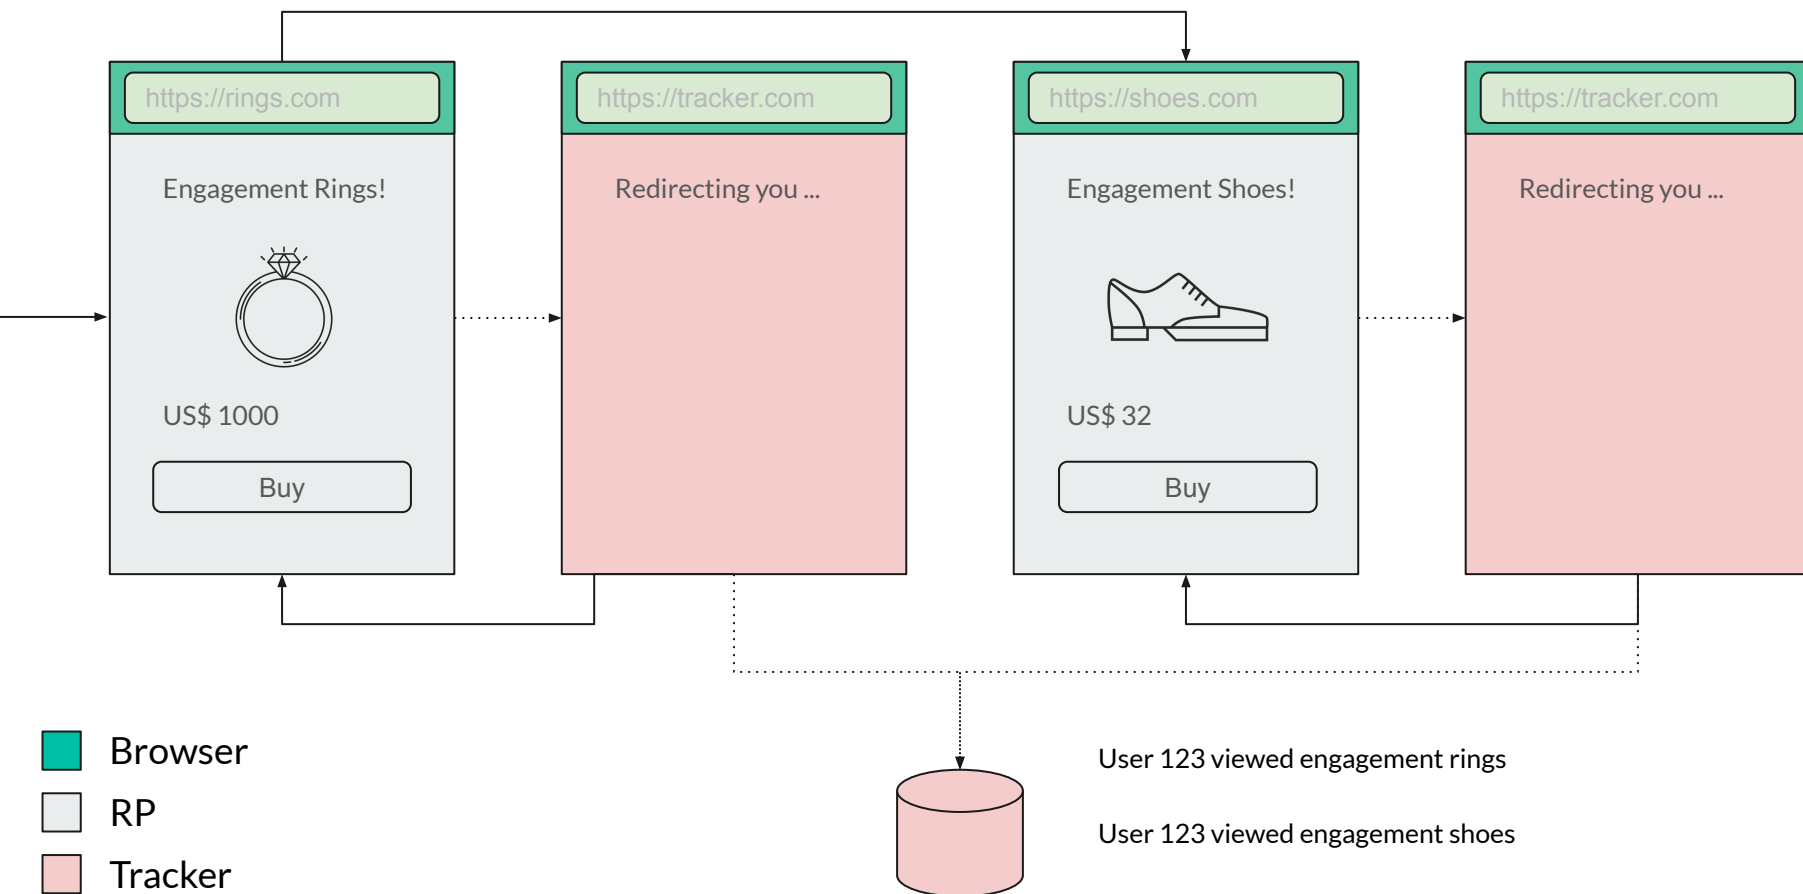 https://rings.com
Engagement Rings!
US$ 1000
Buy
https://tracker.com
Redirecting you ...
https://shoes.com
Engagement Shoes!
US$ 32
Buy
https://tracker.com
Redirecting you ...
Browser
RP
Tracker
User 123 viewed engagement rings
User 123 viewed engagement shoes